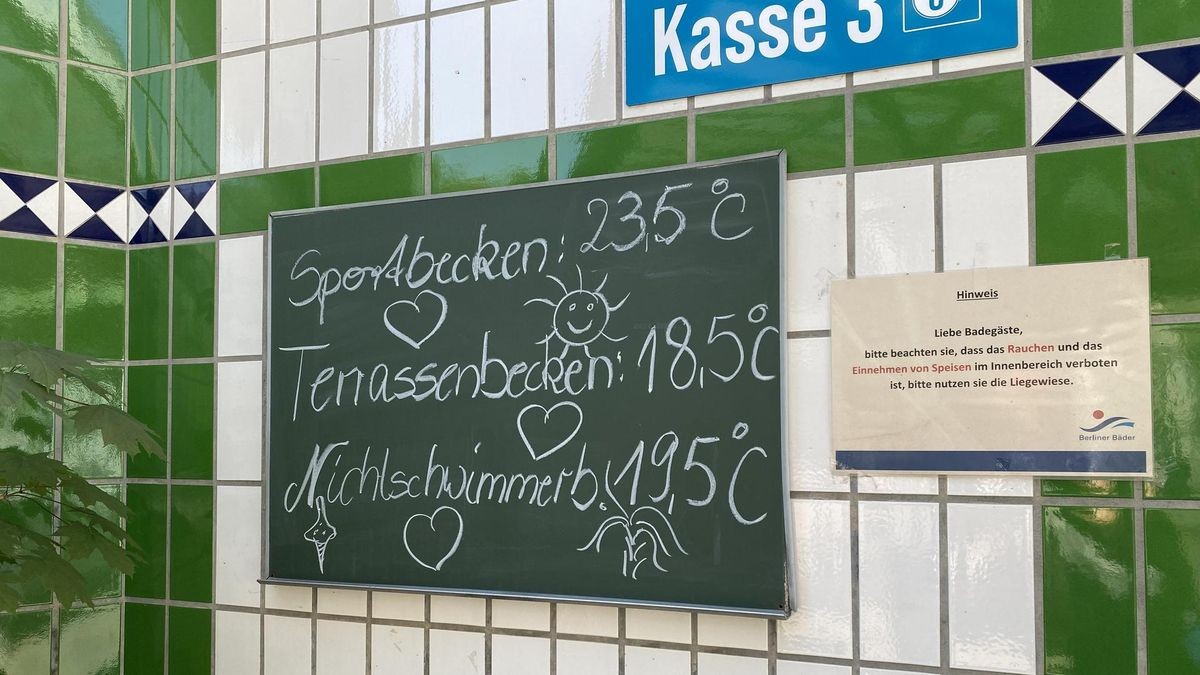 Kasse 3
Sportbecken: 23,5 °C
Terrassenbecken: 18,5°C
Nichtschwimmerb. 19,5°C
Hinweis
Liebe Badegäste,
bitte beachten sie, dass das Rauchen und das
Einnehmen von Speisen im Innenbereich verboten
ist, bitte nutzen sie die Liegewiese.
Berliner Bäder